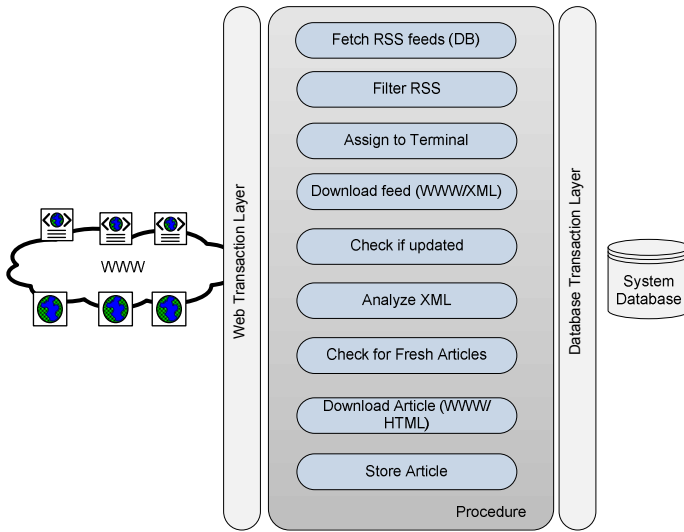 WWW
Web Transaction Layer
Fetch RSS feeds (DB)
Filter RSS
Assign to Terminal
Download feed (WWW/XML)
Check if updated
Analyze XML
Check for Fresh Articles
Download Article (WWW/
HTML)
Store Article
Procedure
Database Transaction Layer
System
Database